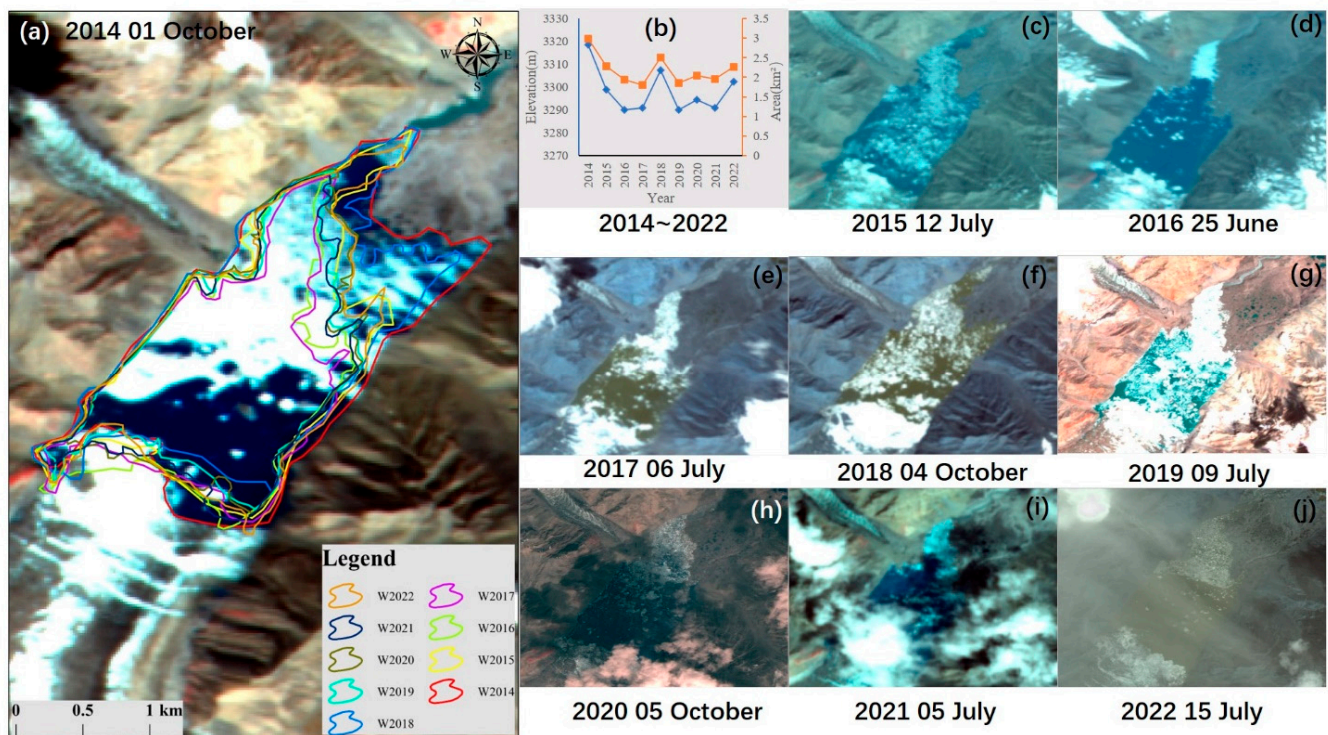 (a) 2014 01 October
N
W E
S
Legend
W2022
W2017
W2021
W2016
W2020
W2015
W2019
W2014
W2018
0 0.5 1 km
(b)
3330
3320
3310
3300
3290
3280
3270
Elevation(m)
3.5
3
2.5
2
1.5
1
0.5
0
Area(km²)
2014
2015
2016
2017
2018
2019
2020
2021
2022
Year
2014~2022
(c)
2015 12 July
(d)
2016 25 June
(e)
2017 06 July
(f)
2018 04 October
(g)
2019 09 July
(h)
2020 05 October
(i)
2021 05 July
(j)
2022 15 July